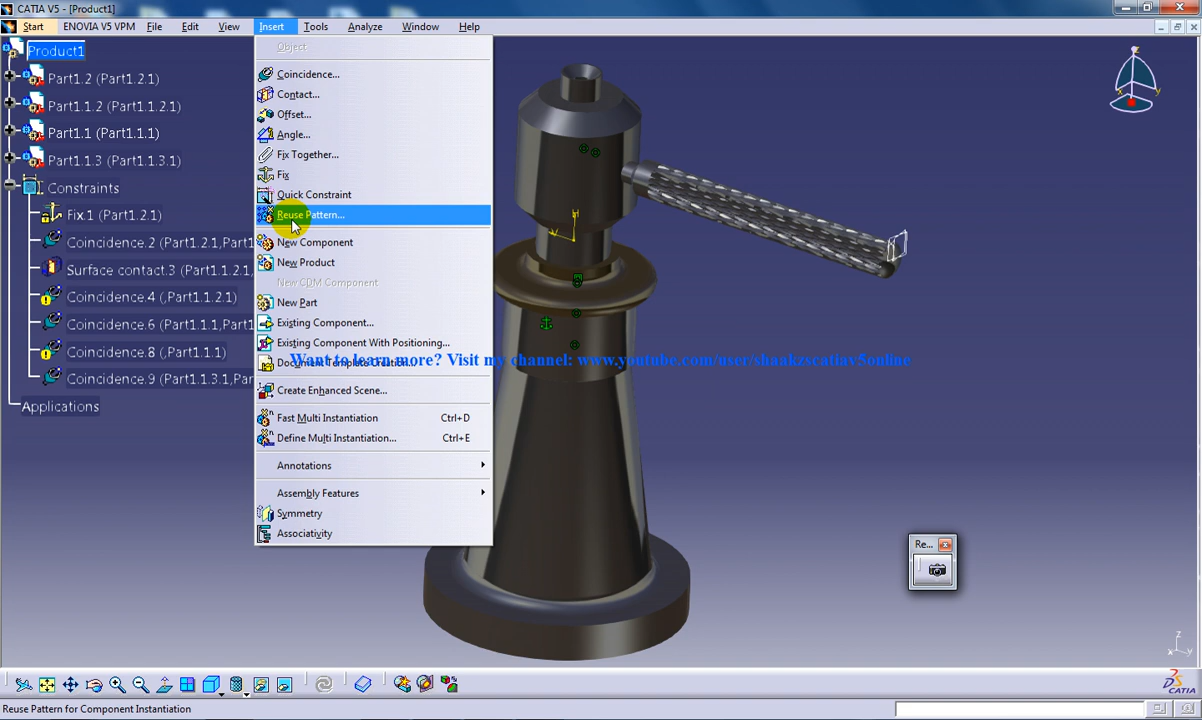 CATIA V5 - [Product1]
Start ENOVIA V5 VPM File Edit View Insert Tools Analyze Window Help
Product1
Part1.2 (Part1.2.1)
Part1.1.2 (Part1.1.2.1)
Part1.1 (Part1.1.1)
Part1.1.3 (Part1.1.3.1)
Constraints
Fix.1 (Part1.2.1)
Coincidence.2 (Part1.2.1,Part1
Surface contact.3 (Part1.1.2.1,
Coincidence.4 (,Part1.1.2.1)
Coincidence.6 (Part1.1.1,Part1
Coincidence.8 (,Part1.1.1)
Coincidence.9 (Part1.1.3.1,Par
Applications
Object
Coincidence...
Contact...
Offset...
Angle...
Fix Together...
Fix
Quick Constraint
Reuse Pattern...
New Component
New Product
New CDM Component
New Part
Existing Component...
Existing Component With Positioning...
Document Template Creation...
Create Enhanced Scene...
Fast Multi Instantiation Ctrl+D
Define Multi Instantiation... Ctrl+E
Annotations
Assembly Features
Symmetry
Associativity
Want to learn more? Visit my channel: www.youtube.com/user/shaakzscatiav5online
Re...
z
y
x
CATIA
Reuse Pattern for Component Instantiation